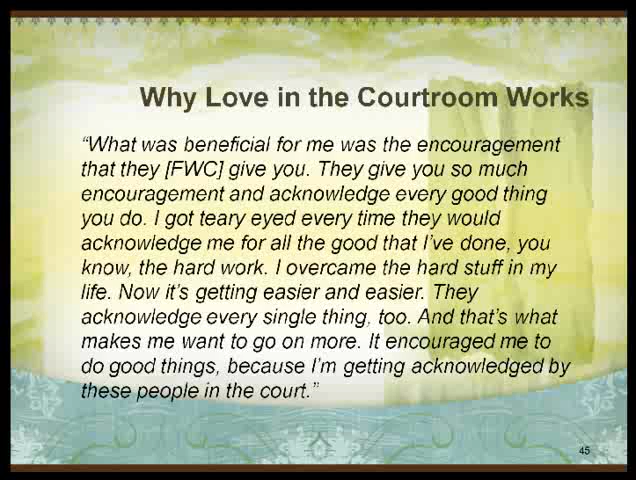 Why Love in the Courtroom Works
“What was beneficial for me was the encouragement
that they [FWC] give you. They give you so much
encouragement and acknowledge every good thing
you do. I got teary eyed every time they would
acknowledge me for all the good that I’ve done, you
know, the hard work. I overcame the hard stuff in my
life. Now it’s getting easier and easier. They
acknowledge every single thing, too. And that’s what
makes me want to go on more. It encouraged me to
do good things, because I’m getting acknowledged by
these people in the court.”
45